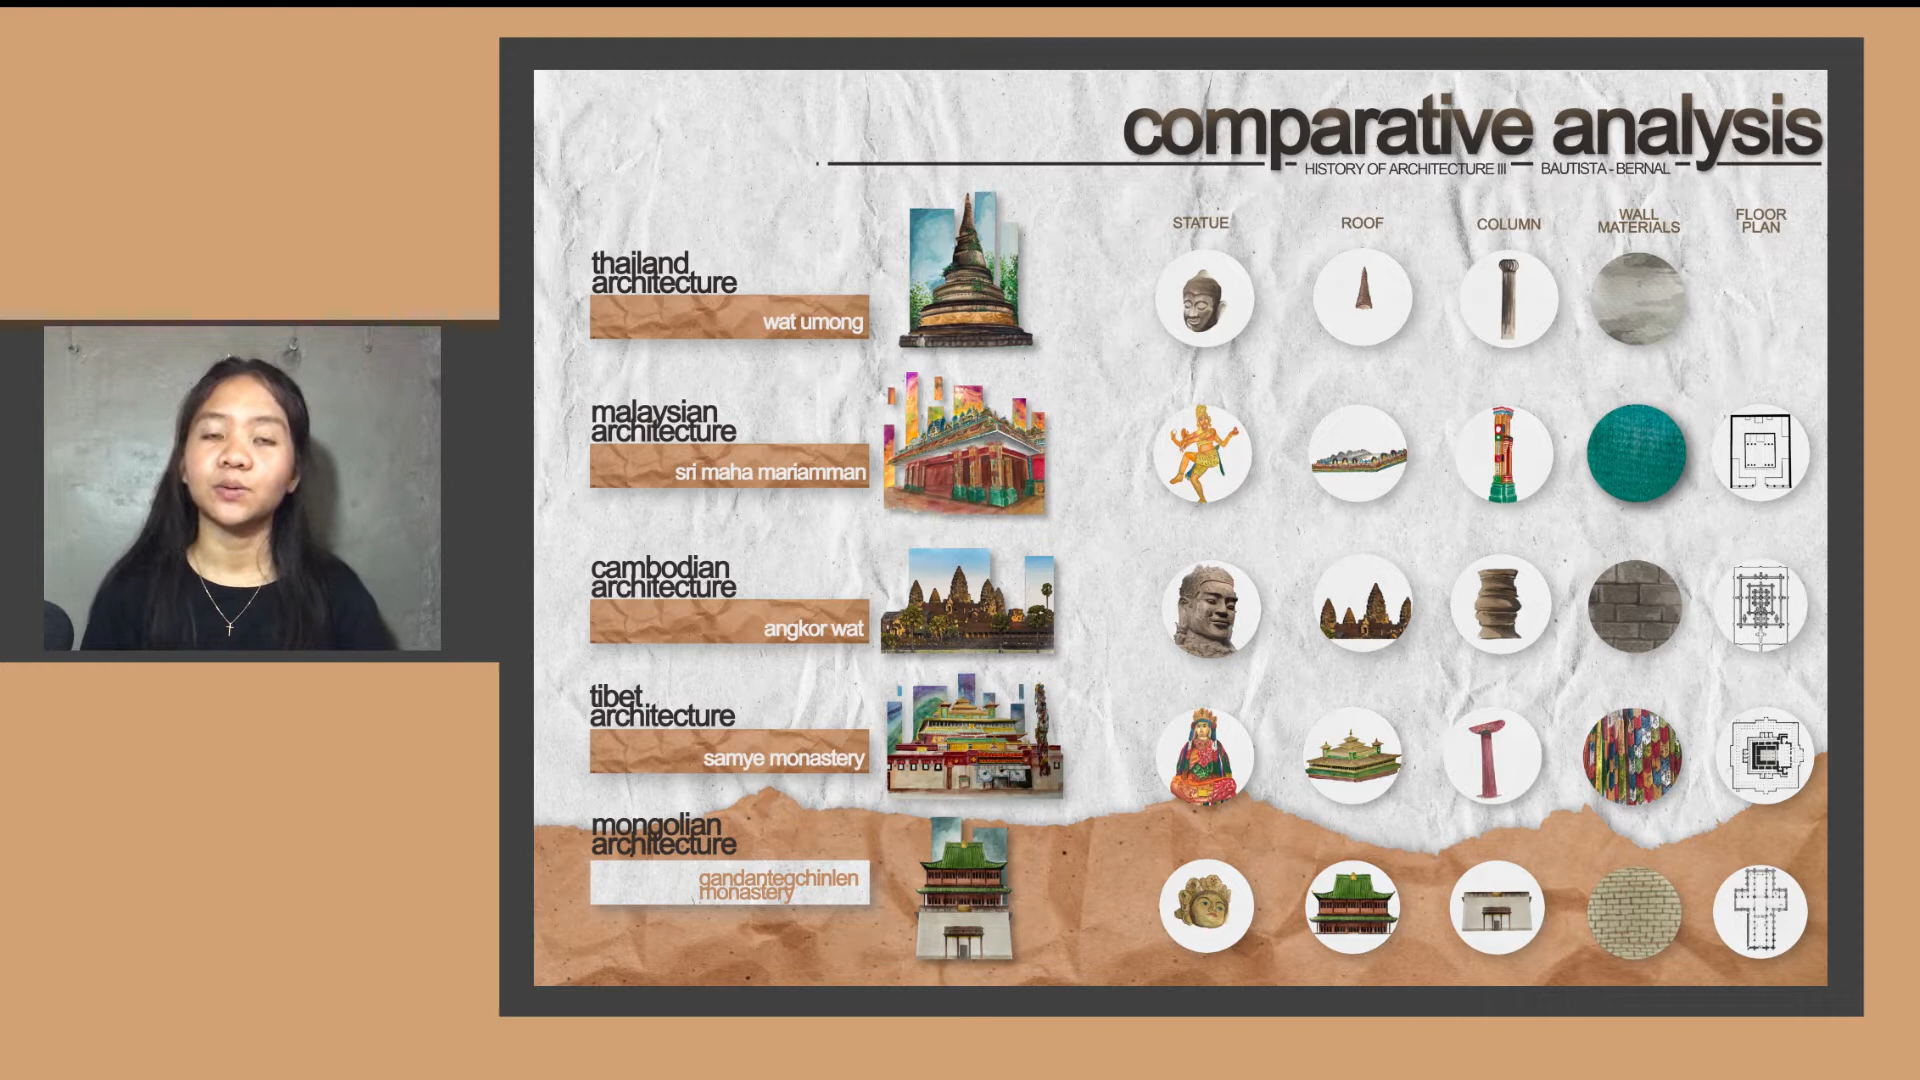 comparative analysis
HISTORY OF ARCHITECTURE III
BAUTISTA - BERNAL
STATUE
ROOF
COLUMN
WALL
MATERIALS
FLOOR
PLAN
thailand
architecture
wat umong
malaysian
architecture
sri maha mariamman
cambodian
architecture
angkor wat
tibet
architecture
samye monastery
mongolian
architecture
gandantegchinlen
monastery